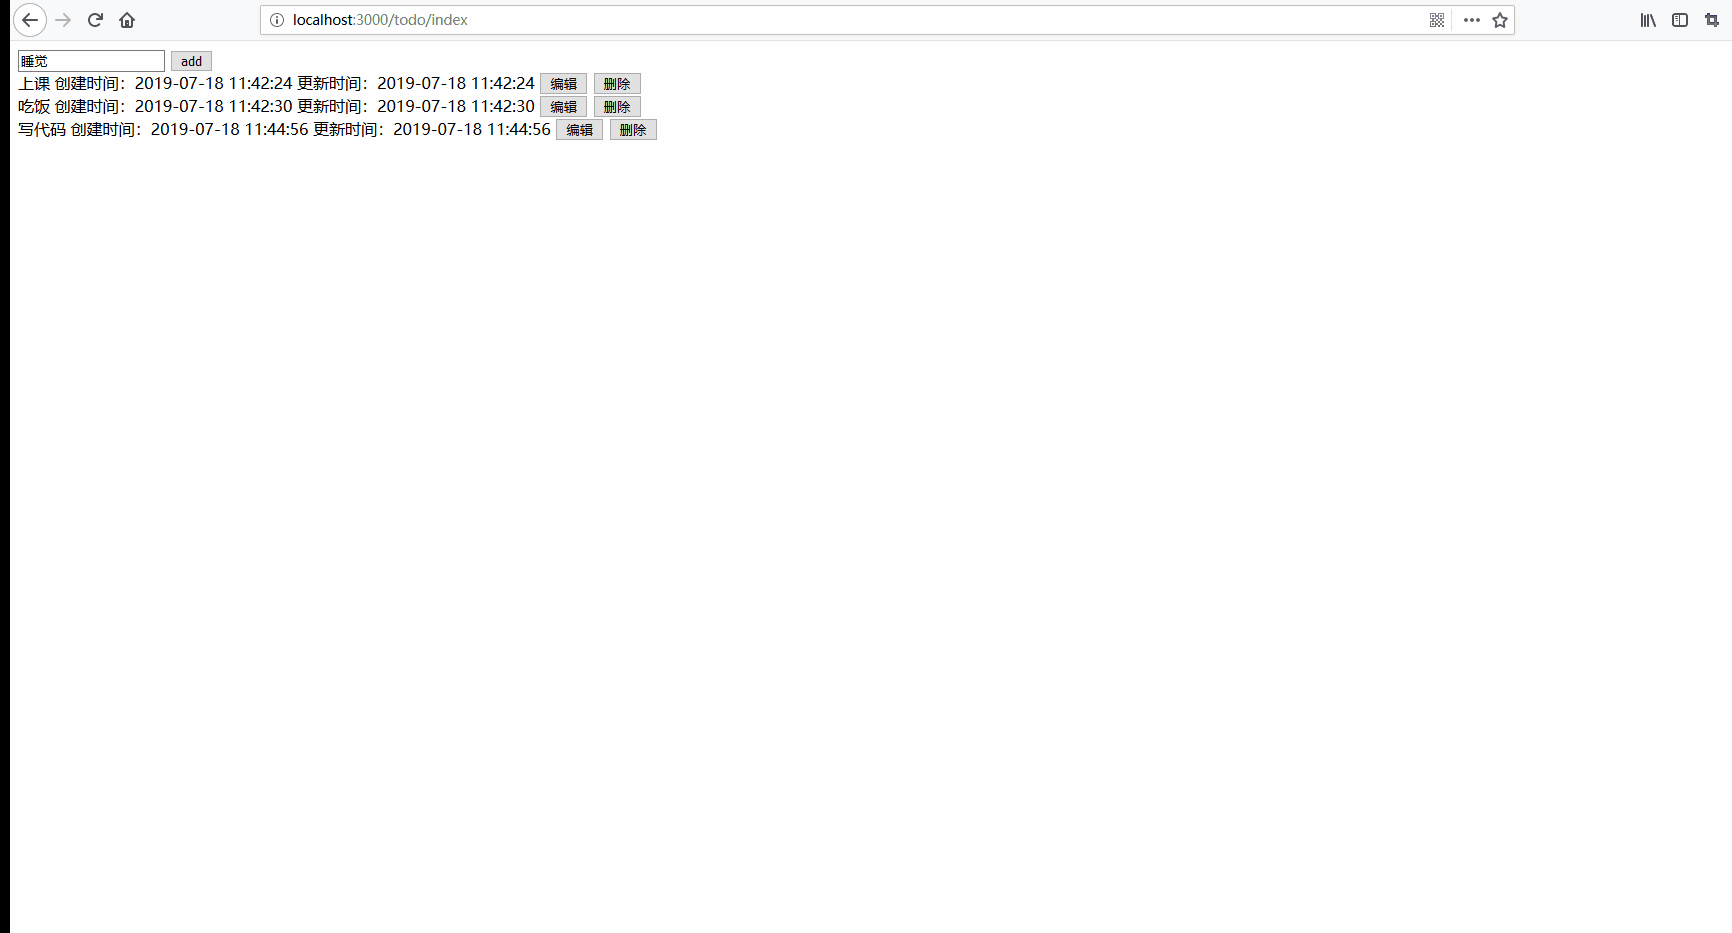 localhost:3000/todo/index
睡觉 add
上课 创建时间：2019-07-18 11:42:24 更新时间：2019-07-18 11:42:24 编辑 删除
吃饭 创建时间：2019-07-18 11:42:30 更新时间：2019-07-18 11:42:30 编辑 删除
写代码 创建时间：2019-07-18 11:44:56 更新时间：2019-07-18 11:44:56 编辑 删除